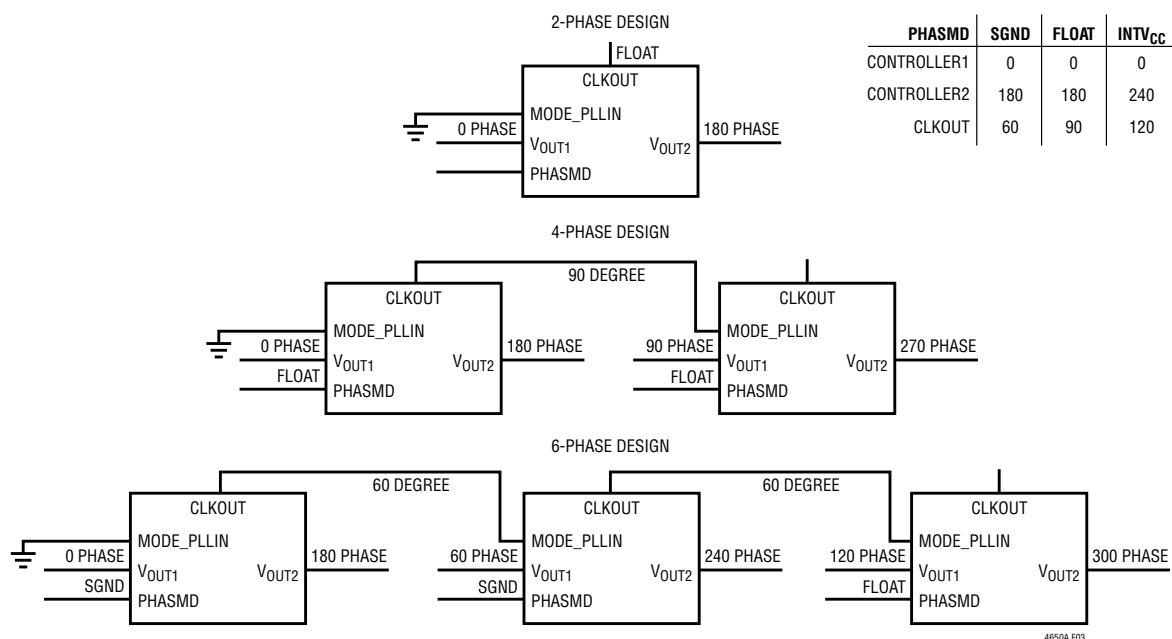 2-PHASE DESIGN
FLOAT
CLKOUT
MODE_PLLIN
0 PHASE
VOUT1
VOUT2
180 PHASE
PHASMD
PHASMD SGND FLOAT INTVCC
CONTROLLER1 0 0 0
CONTROLLER2 180 180 240
CLKOUT 60 90 120
4-PHASE DESIGN
90 DEGREE
CLKOUT
MODE_PLLIN
0 PHASE
VOUT1
VOUT2
180 PHASE
FLOAT
PHASMD
CLKOUT
MODE_PLLIN
90 PHASE
VOUT1
VOUT2
270 PHASE
FLOAT
PHASMD
6-PHASE DESIGN
60 DEGREE
60 DEGREE
CLKOUT
MODE_PLLIN
0 PHASE
VOUT1
VOUT2
180 PHASE
SGND
PHASMD
CLKOUT
MODE_PLLIN
60 PHASE
VOUT1
VOUT2
240 PHASE
SGND
PHASMD
CLKOUT
MODE_PLLIN
120 PHASE
VOUT1
VOUT2
300 PHASE
FLOAT
PHASMD
4650A F03